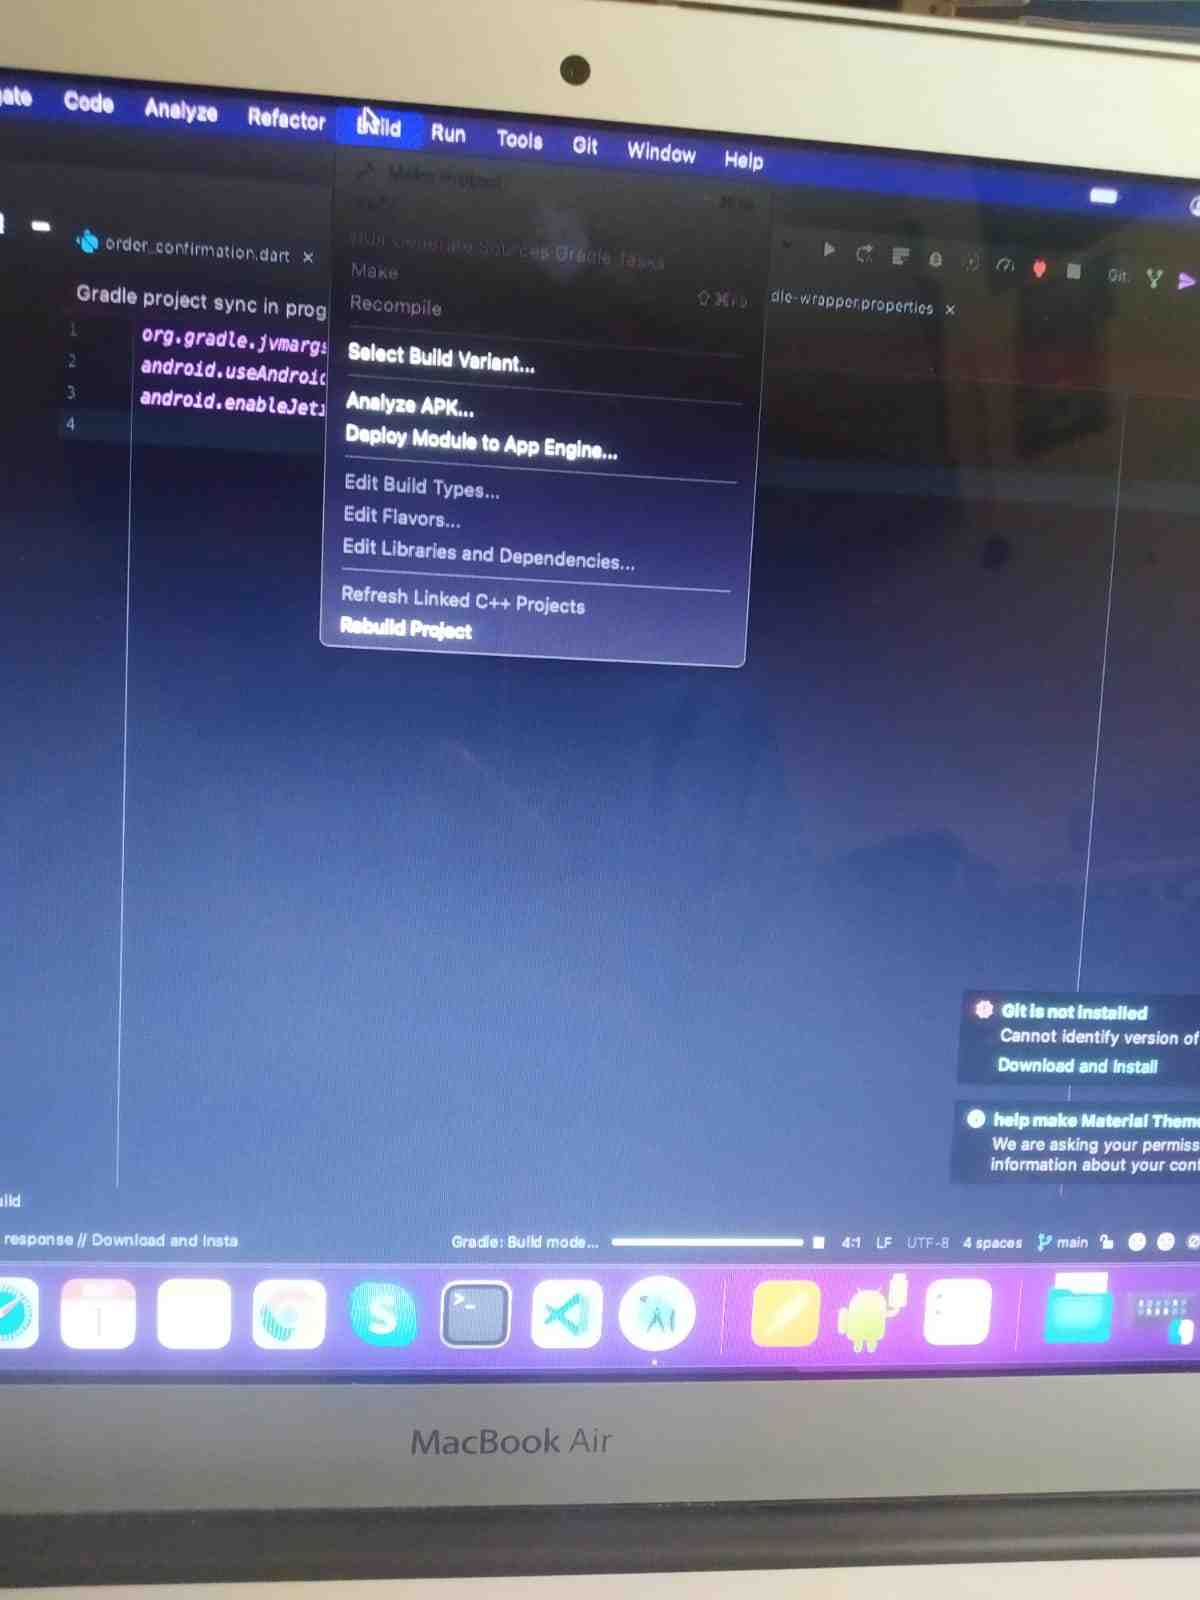 Code Analyze Refactor Build Run Tools Git Window Help
order_confirmation.dart
Git:
Gradle project sync in prog
Make
Recompile
Select Build Variant...
Analyze APK...
Deploy Module to App Engine...
Edit Build Types...
Edit Flavors...
Edit Libraries and Dependencies...
Refresh Linked C++ Projects
Rebuild Project
dle-wrapper.properties
1 org.gradle.jvmargs
2 android.useAndroid
3 android.enableJeti
4
Git is not installed
Cannot identify version of
Download and Install
help make Material Theme
We are asking your permiss
information about your cont
uild
response // Download and Insta
Gradle: Build mode...
4:1 LF UTF-8 4 spaces main
S
MacBook Air